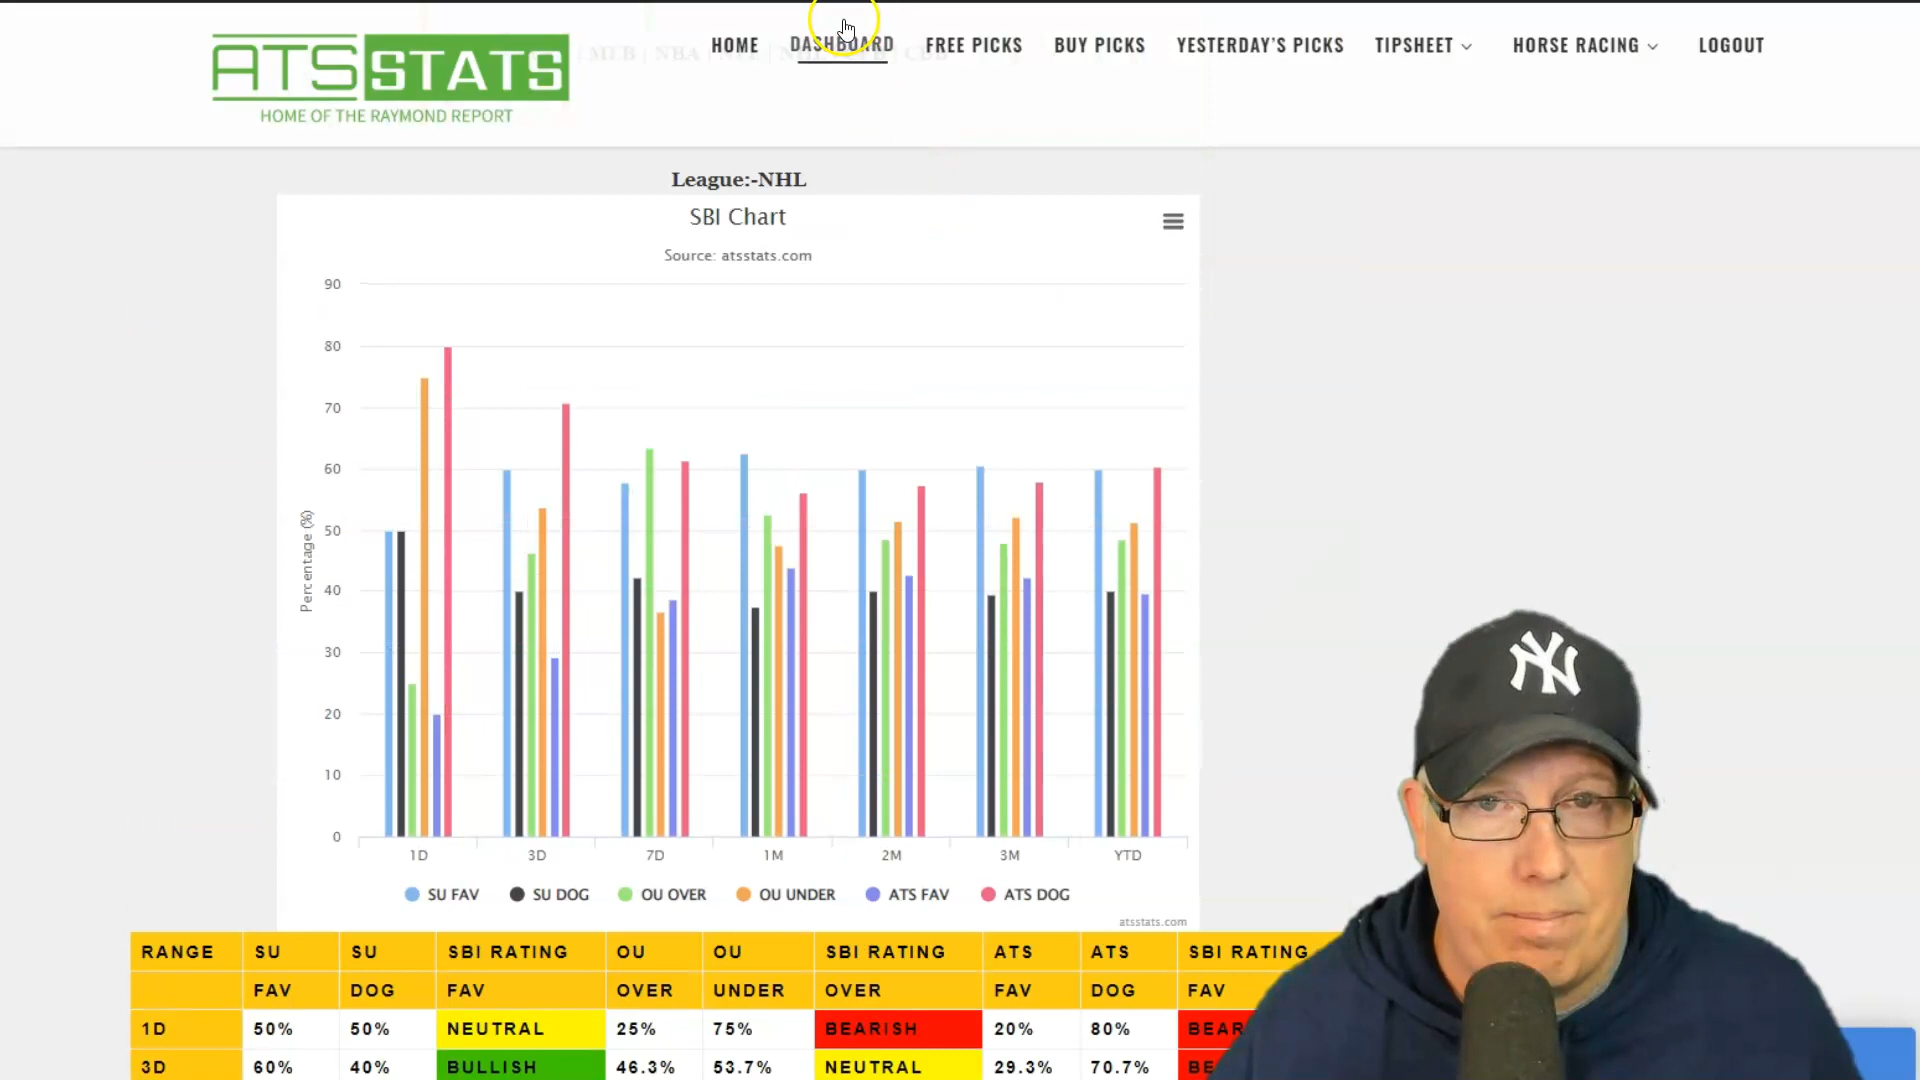 ATS STATS
HOME OF THE RAYMOND REPORT
HOME DASHBOARD FREE PICKS BUY PICKS YESTERDAY'S PICKS TIPSHEET HORSE RACING LOGOUT
| MLB | NBA |
League:-NHL
SBI Chart
Source: atsstats.com
Percentage (%)
90
80
70
60
50
40
30
20
10
0
1D 3D 7D 1M 2M 3M YTD
SU FAV SU DOG OU OVER OU UNDER ATS FAV ATS DOG
atsstats.com
NY
RANGE SU SU SBI RATING OU OU SBI RATING ATS ATS SBI RATING
FAV DOG FAV OVER UNDER OVER FAV DOG FAV
1D 50% 50% NEUTRAL 25% 75% BEARISH 20% 80% BEAR
3D 60% 40% BULLISH 46.3% 53.7% NEUTRAL 29.3% 70.7% BE